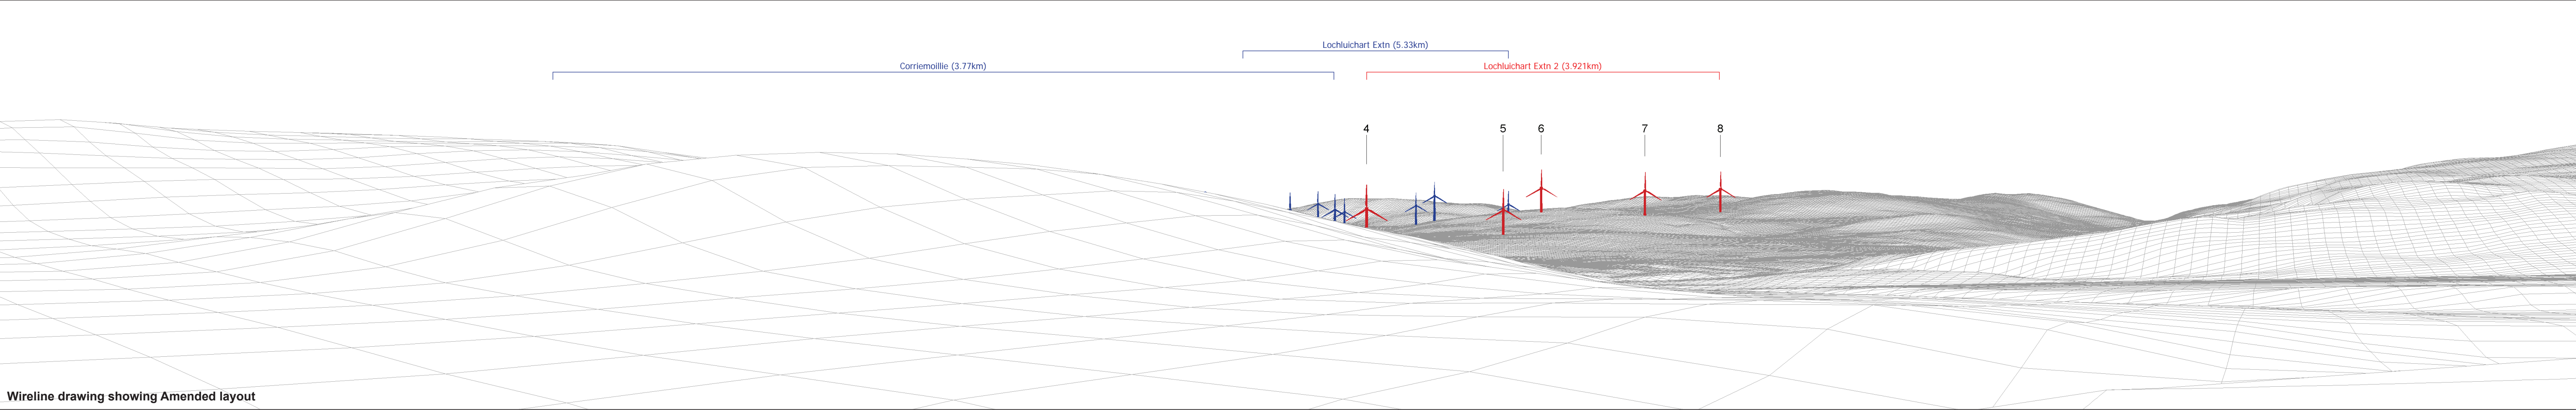 Lochluichart Extn (5.33km)
Corriemoillie (3.77km)
Lochluichart Extn 2 (3.921km)
4 5 6 7 8
Wireline drawing showing Amended layout